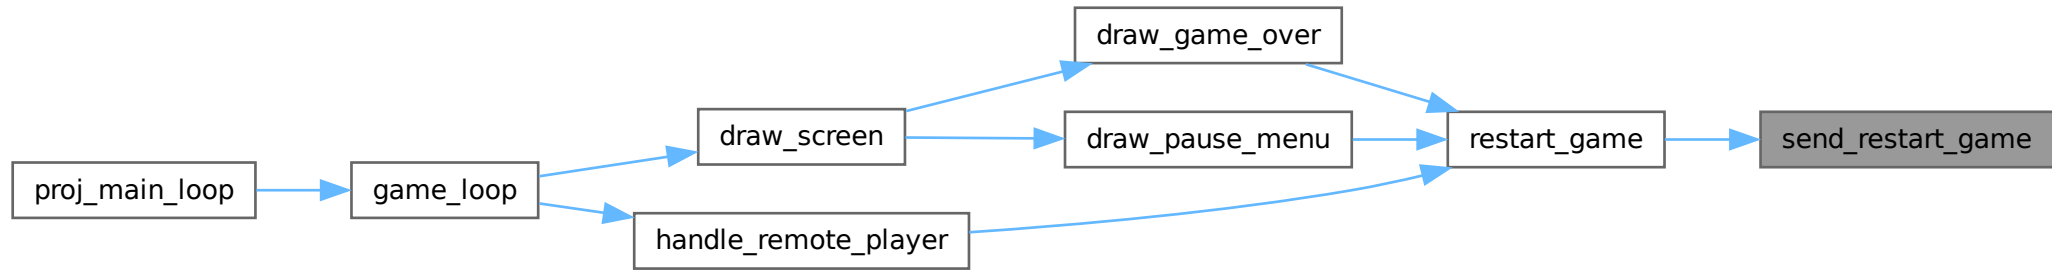 draw_game_over
draw_screen
draw_pause_menu
restart_game
send_restart_game
proj_main_loop
game_loop
handle_remote_player